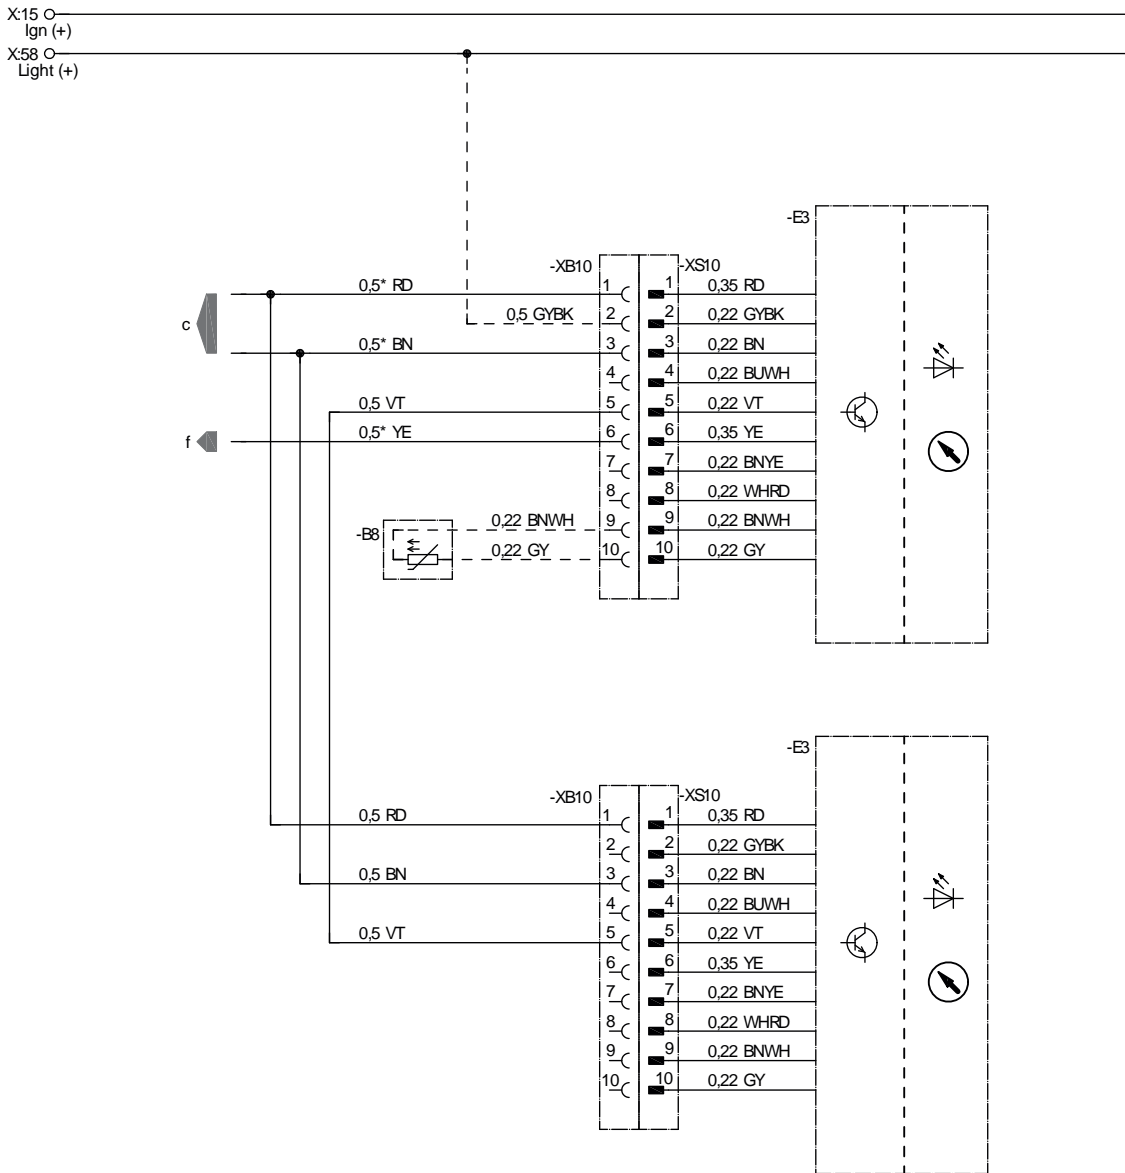 X:15
Ign (+)
X:58
Light (+)
-E3
-XB10 -XS10
0,5* RD 1 1 0,35 RD
0,5 GYBK 2 2 0,22 GYBK
c
0,5* BN 3 3 0,22 BN
4 4 0,22 BUWH
0,5 VT 5 5 0,22 VT
f 0,5* YE 6 6 0,35 YE
7 7 0,22 BNYE
8 8 0,22 WHRD
-B8 0,22 BNWH 9 9 0,22 BNWH
0,22 GY 10 10 0,22 GY
-E3
-XB10 -XS10
0,5 RD 1 1 0,35 RD
2 2 0,22 GYBK
0,5 BN 3 3 0,22 BN
4 4 0,22 BUWH
0,5 VT 5 5 0,22 VT
6 6 0,35 YE
7 7 0,22 BNYE
8 8 0,22 WHRD
9 9 0,22 BNWH
10 10 0,22 GY